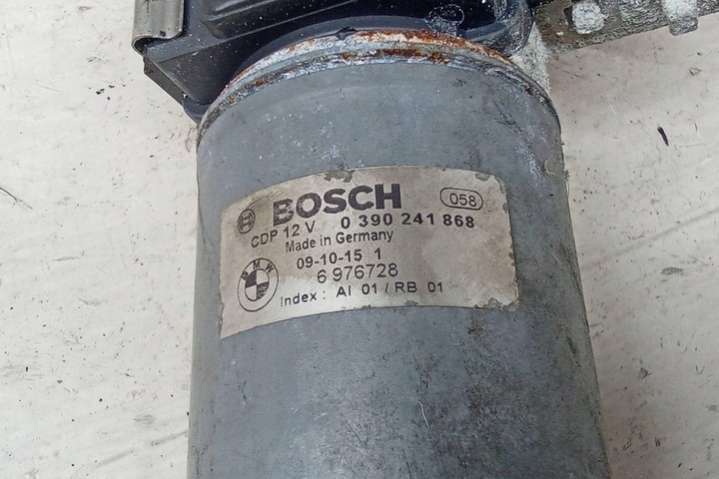 BOSCH 058
CDP 12 V 0 390 241 868
Made in Germany
09-10-15 1
BMW
6 976728
Index: AI 01 / RB 01